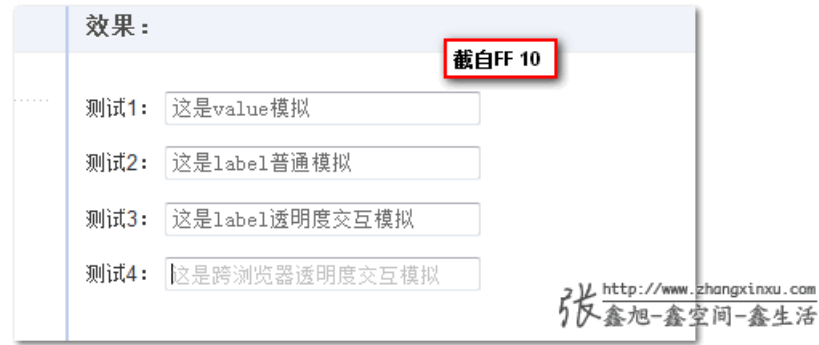 效果：
截自FF 10
测试1： 这是value模拟
测试2： 这是label普通模拟
测试3： 这是label透明度交互模拟
测试4： 这是跨浏览器透明度交互模拟
张 http://www.zhangxinxu.com
鑫旭-鑫空间-鑫生活